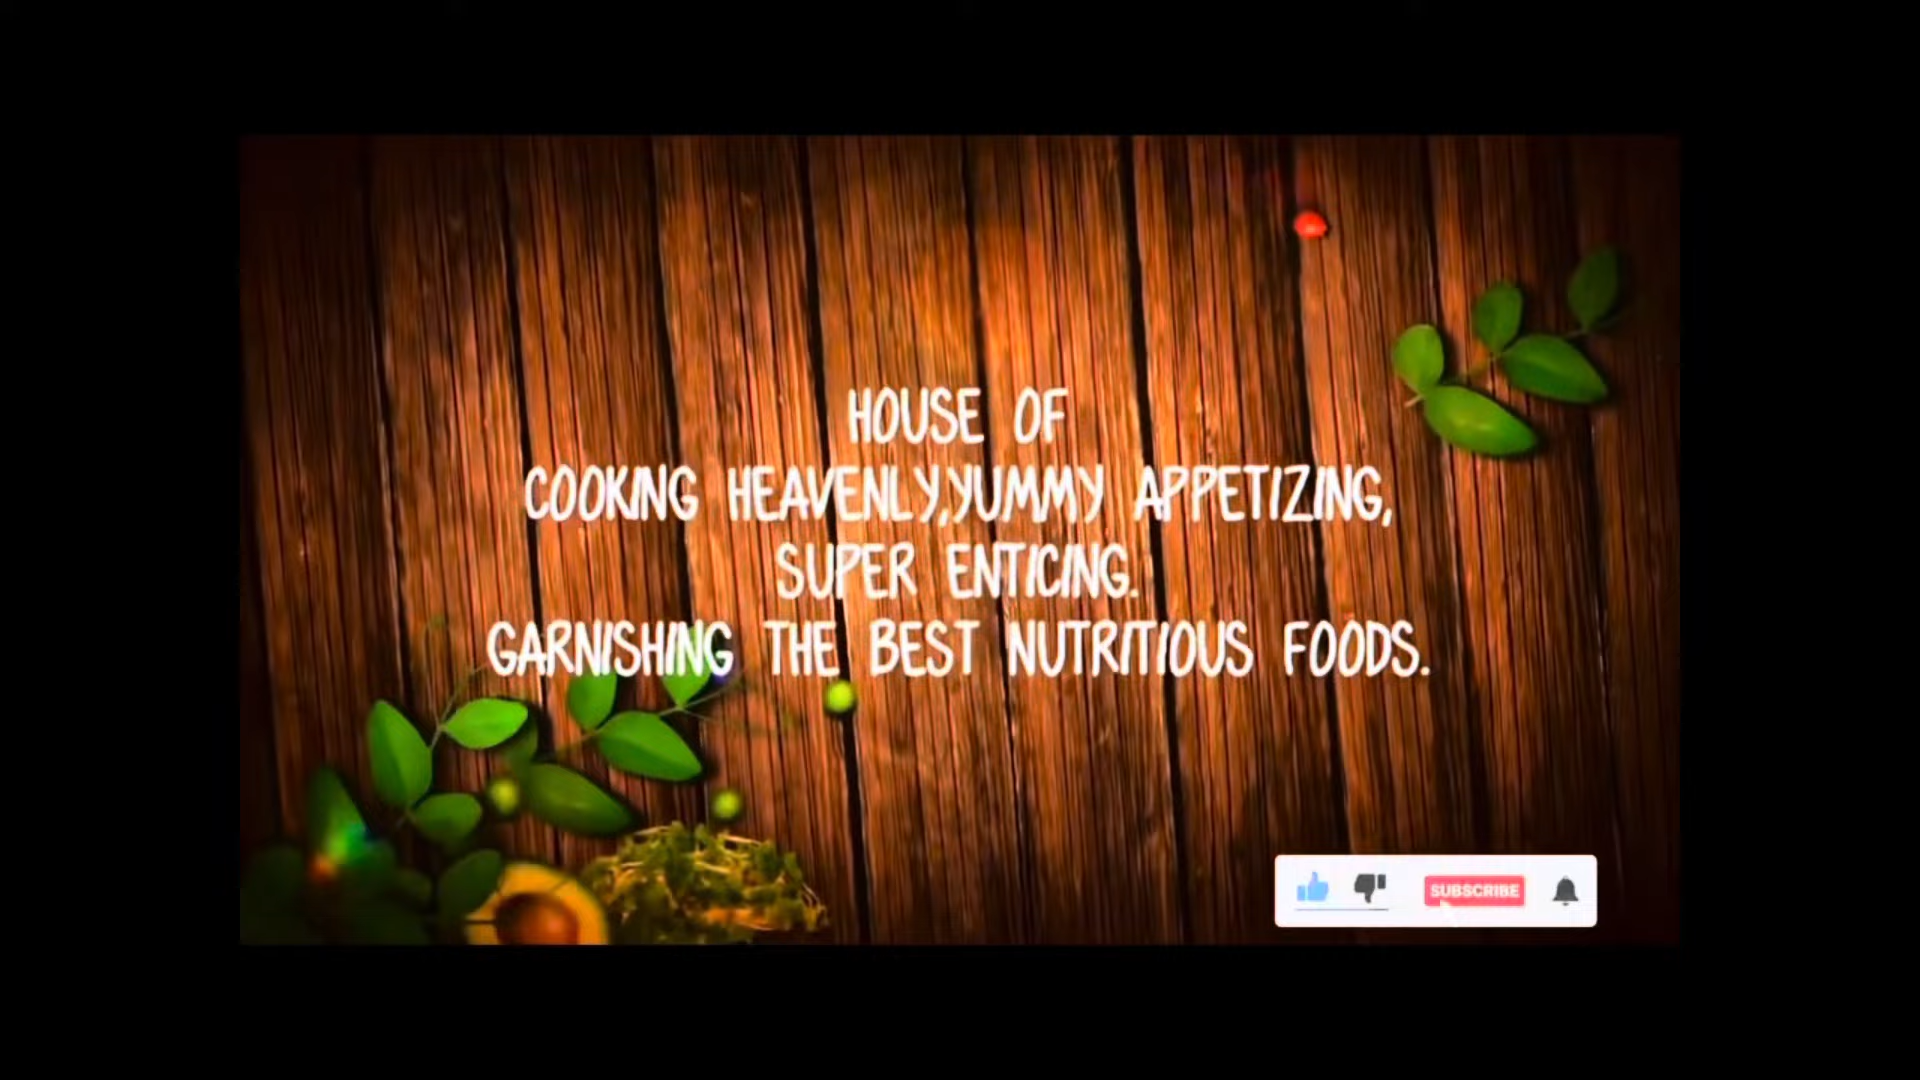 HOUSE OF
COOKING HEAVENLY,YUMMY APPETIZING,
SUPER ENTICING.
GARNISHING THE BEST NUTRITIOUS FOODS.
SUBSCRIBE